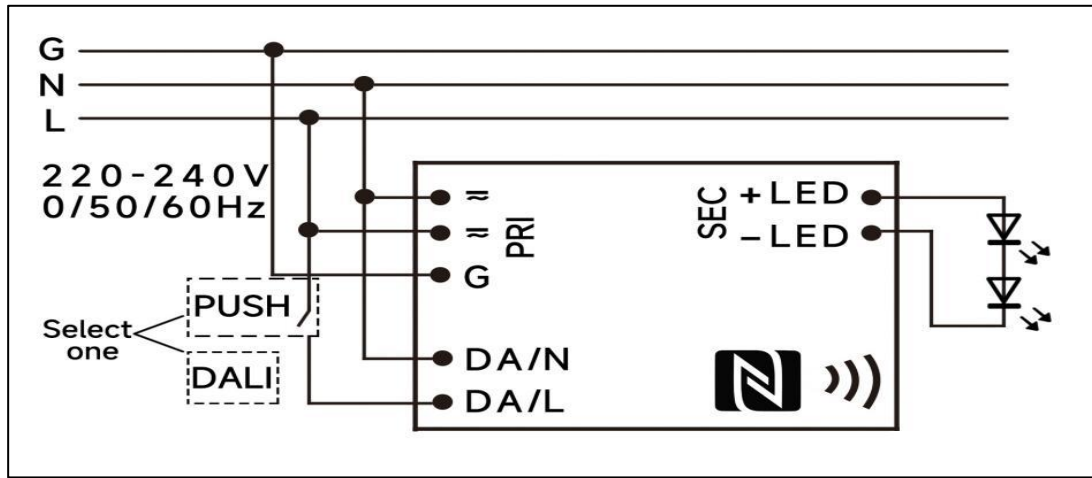 G
N
L
220-240V
0/50/60Hz
PRI
G
SEC
+LED
-LED
PUSH
Select
one
DALI
DA/N
DA/L